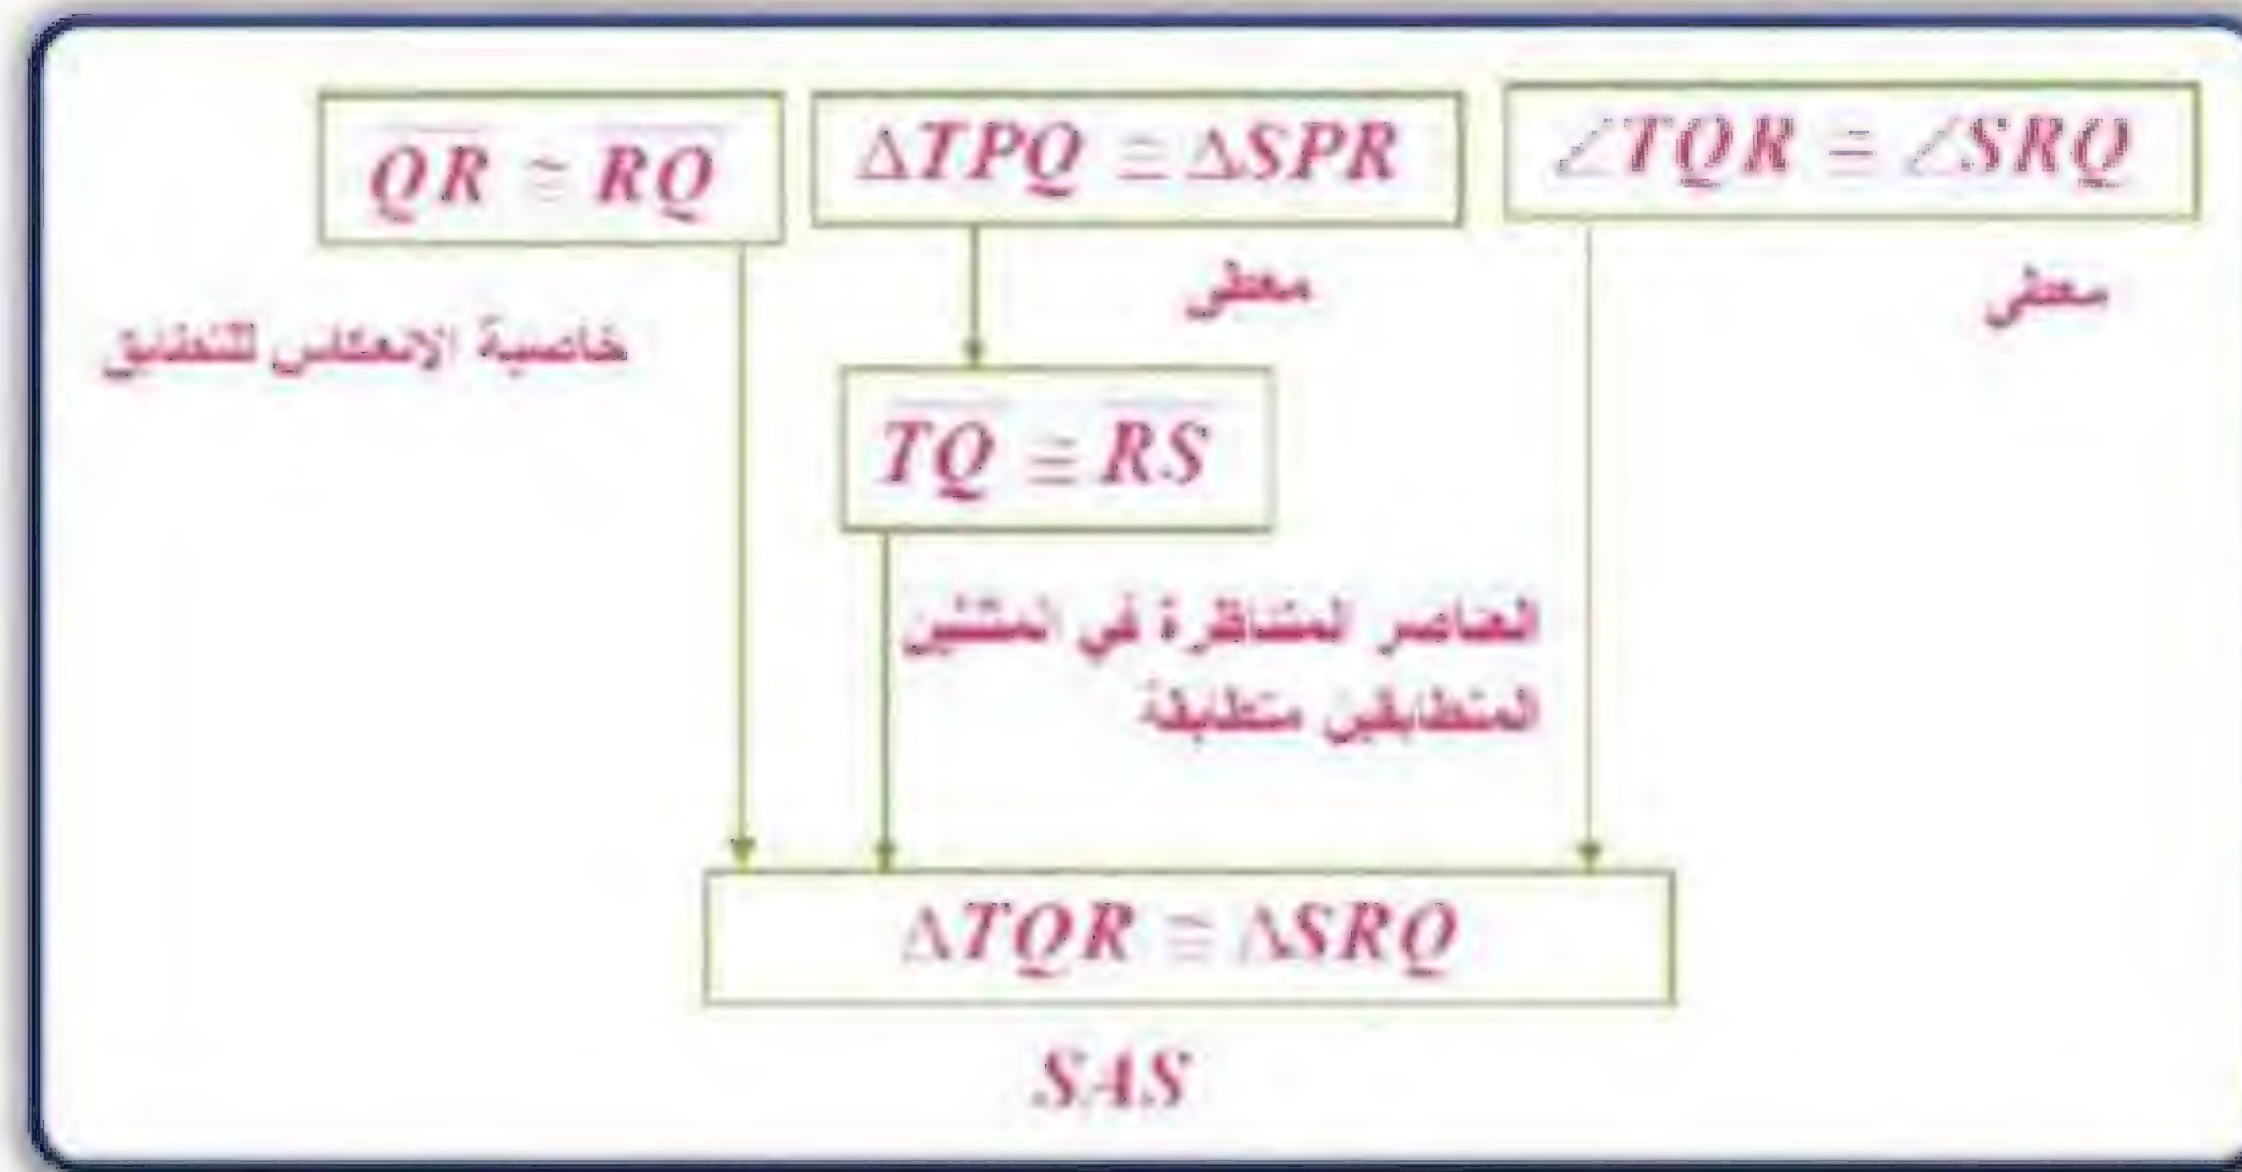 QR ≅ RQ
ΔTPQ ≅ ΔSPR
∠TQR ≅ ∠SRQ
معطى
معطى
خاصية الانعكاس للتطابق
TQ ≅ RS
العناصر المتناظرة في المثلثين
المتطابقين متطابقة
ΔTQR ≅ ΔSRQ
SAS